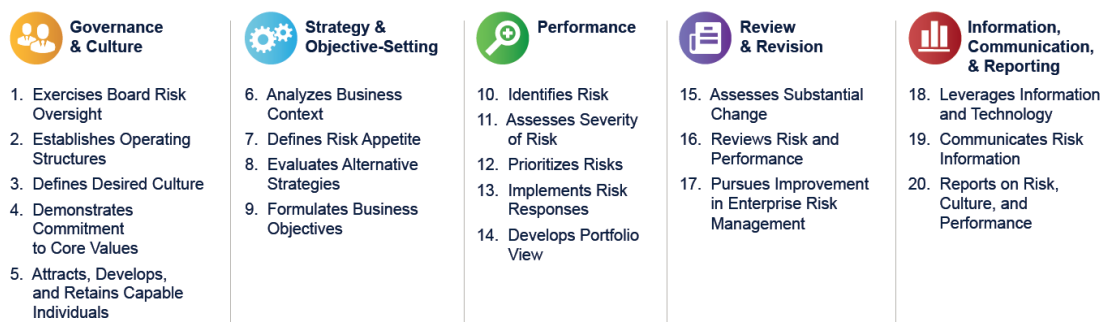 Governance
& Culture
1. Exercises Board Risk
Oversight
2. Establishes Operating
Structures
3. Defines Desired Culture
4. Demonstrates
Commitment
to Core Values
5. Attracts, Develops,
and Retains Capable
Individuals
Strategy &
Objective-Setting
6. Analyzes Business
Context
7. Defines Risk Appetite
8. Evaluates Alternative
Strategies
9. Formulates Business
Objectives
Performance
10. Identifies Risk
11. Assesses Severity
of Risk
12. Prioritizes Risks
13. Implements Risk
Responses
14. Develops Portfolio
View
Review
& Revision
15. Assesses Substantial
Change
16. Reviews Risk and
Performance
17. Pursues Improvement
in Enterprise Risk
Management
Information,
Communication,
& Reporting
18. Leverages Information
and Technology
19. Communicates Risk
Information
20. Reports on Risk,
Culture, and
Performance